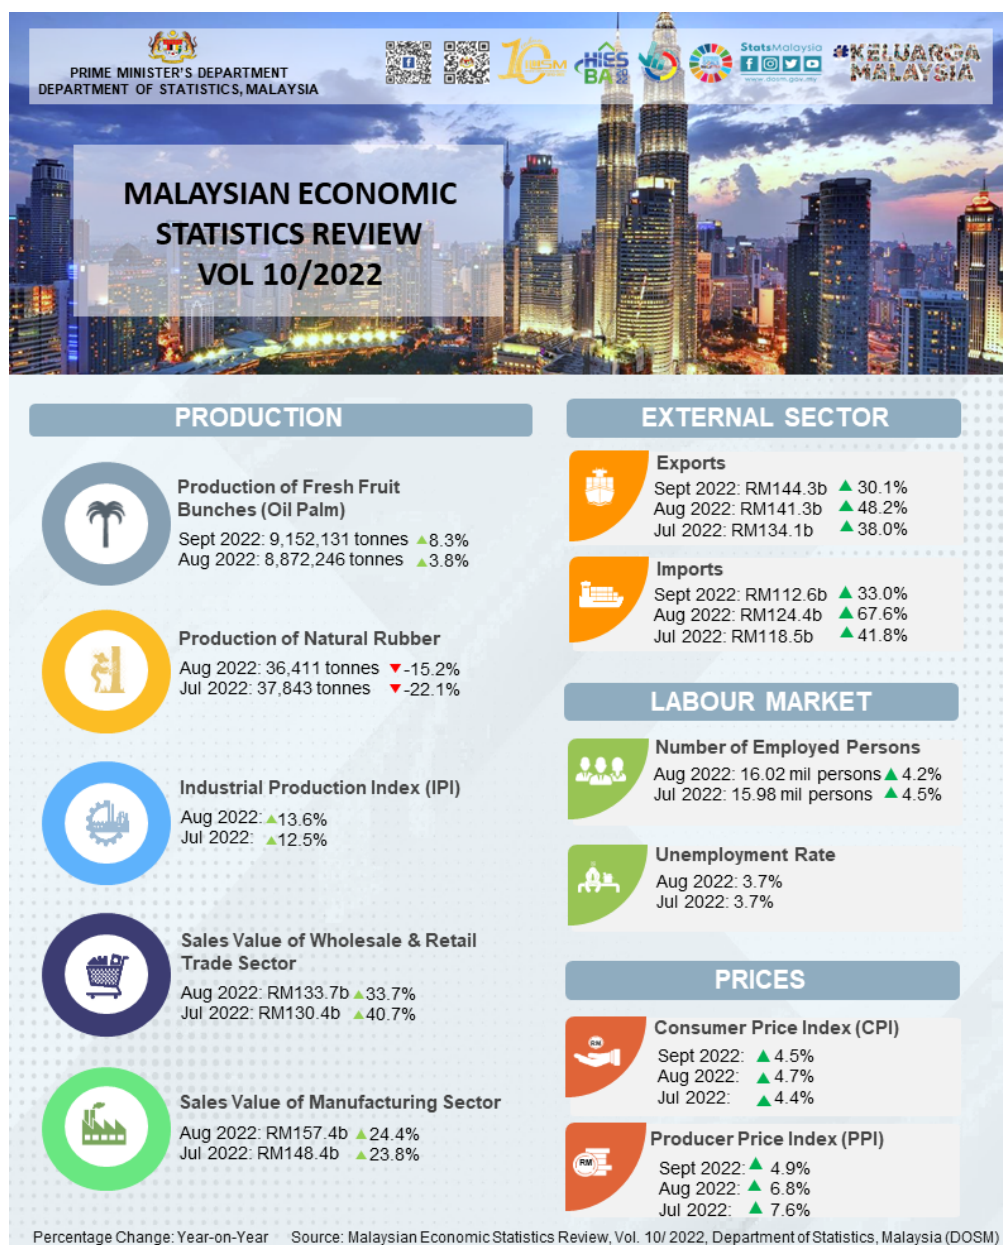 PRIME MINISTER'S DEPARTMENT
DEPARTMENT OF STATISTICS, MALAYSIA
StatsMalaysia
www.dosm.gov.my
#KELUARGA
MALAYSIA
MALAYSIAN ECONOMIC
STATISTICS REVIEW
VOL 10/2022
PRODUCTION
Production of Fresh Fruit
Bunches (Oil Palm)
Sept 2022: 9,152,131 tonnes ▲8.3%
Aug 2022: 8,872,246 tonnes ▲3.8%
Production of Natural Rubber
Aug 2022: 36,411 tonnes ▼-15.2%
Jul 2022: 37,843 tonnes ▼-22.1%
Industrial Production Index (IPI)
Aug 2022: ▲13.6%
Jul 2022: ▲12.5%
Sales Value of Wholesale & Retail
Trade Sector
Aug 2022: RM133.7b ▲33.7%
Jul 2022: RM130.4b ▲40.7%
Sales Value of Manufacturing Sector
Aug 2022: RM157.4b ▲24.4%
Jul 2022: RM148.4b ▲23.8%
EXTERNAL SECTOR
Exports
Sept 2022: RM144.3b ▲ 30.1%
Aug 2022: RM141.3b ▲ 48.2%
Jul 2022: RM134.1b ▲ 38.0%
Imports
Sept 2022: RM112.6b ▲ 33.0%
Aug 2022: RM124.4b ▲ 67.6%
Jul 2022: RM118.5b ▲ 41.8%
LABOUR MARKET
Number of Employed Persons
Aug 2022: 16.02 mil persons ▲ 4.2%
Jul 2022: 15.98 mil persons ▲ 4.5%
Unemployment Rate
Aug 2022: 3.7%
Jul 2022: 3.7%
PRICES
RM
Consumer Price Index (CPI)
Sept 2022: ▲ 4.5%
Aug 2022: ▲ 4.7%
Jul 2022: ▲ 4.4%
RM
Producer Price Index (PPI)
Sept 2022: ▲ 4.9%
Aug 2022: ▲ 6.8%
Jul 2022: ▲ 7.6%
Percentage Change: Year-on-Year Source: Malaysian Economic Statistics Review, Vol. 10/ 2022, Department of Statistics, Malaysia (DOSM)